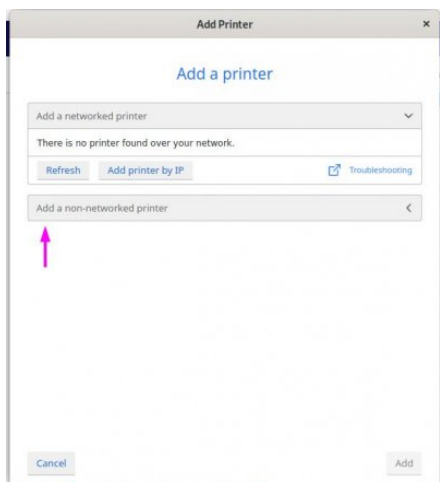 Add Printer
Add a printer
Add a networked printer
There is no printer found over your network.
Refresh Add printer by IP Troubleshooting
Add a non-networked printer
Cancel Add